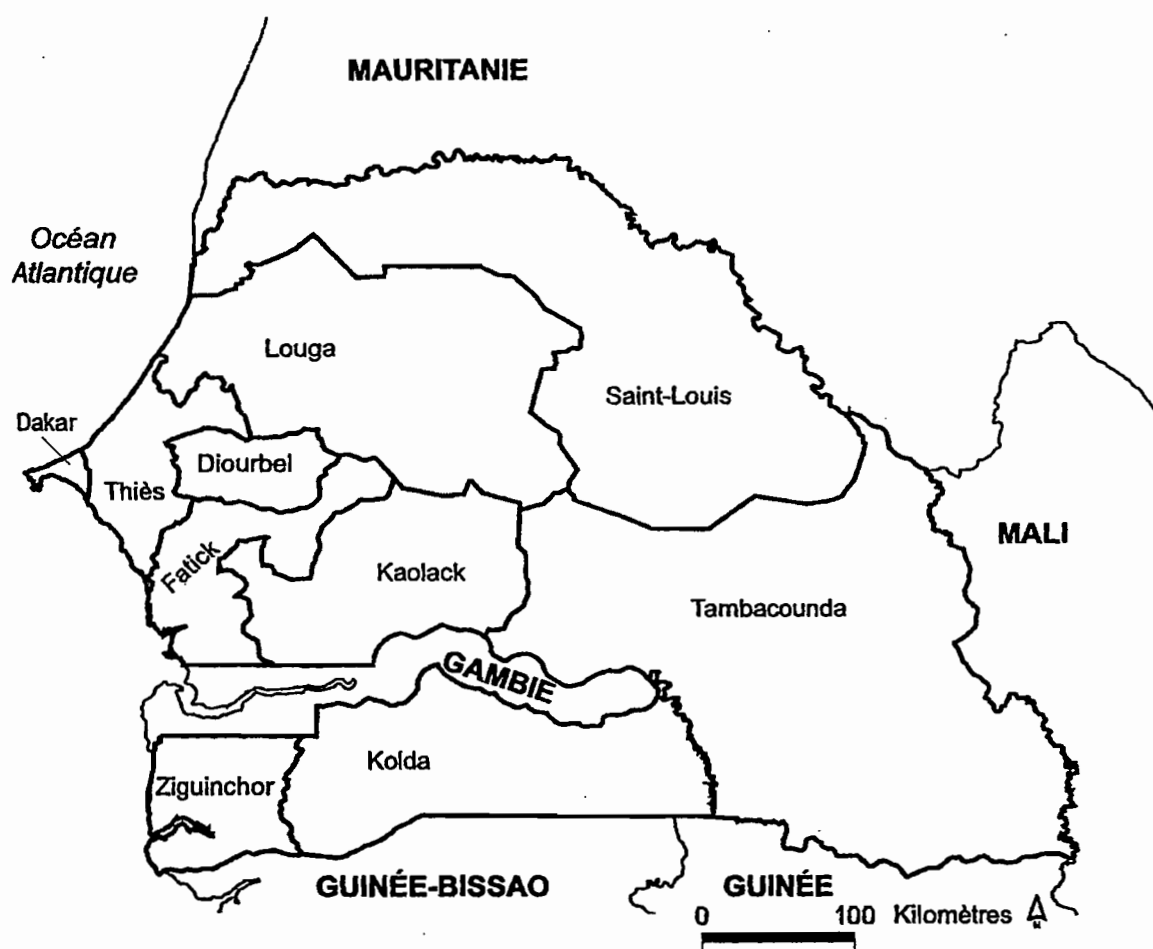 MAURITANIE
Océan
Atlantique
Louga
Saint-Louis
Dakar
Diourbel
Thiès
MALI
Fatick
Kaolack
Tambacounda
GAMBIE
Kolda
Ziguinchor
GUINÉE-BISSAO
GUINÉE
0 100 Kilomètres
N